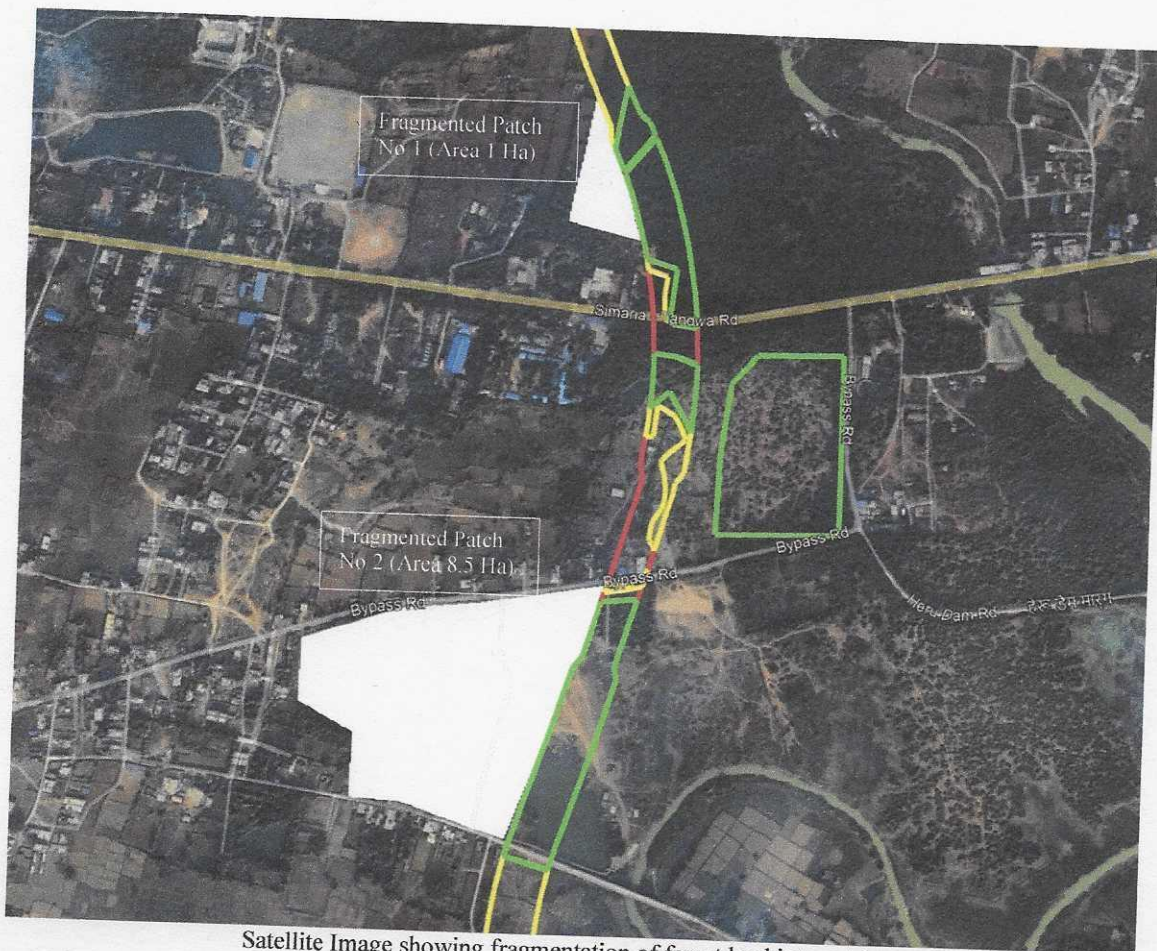 Fragmented Patch
No 1 (Area 1 Ha)
Simaria Tandwa Rd
Bypass Rd
Fragmented Patch
No 2 (Area 8.5 Ha)
Bypass Rd
Bypass Rd
Bypass Rd
Heru Dam Rd
हेरू डैम मार्ग
Satellite Image showing fragmentation of forest